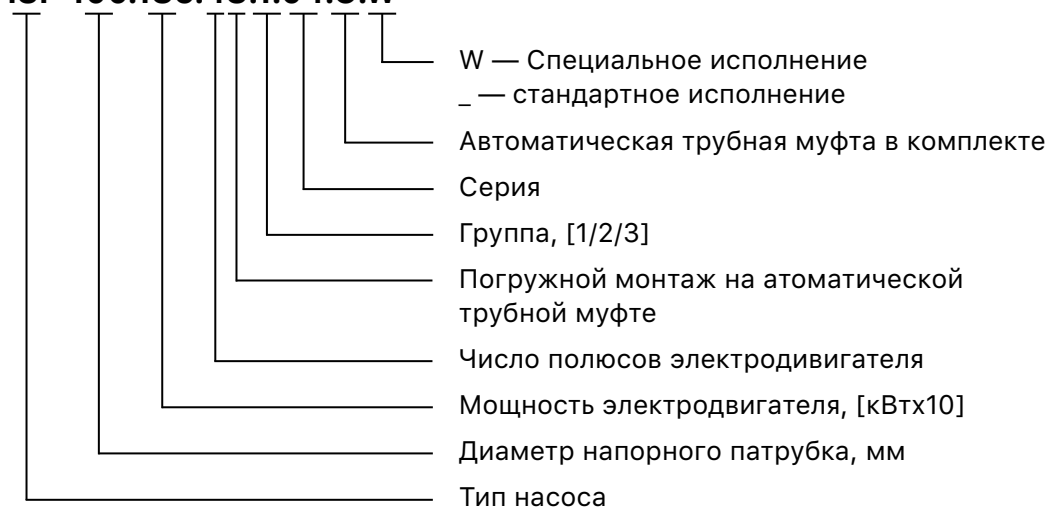 W — Специальное исполнение
_ — стандартное исполнение
Автоматическая трубная муфта в комплекте
Серия
Группа, [1/2/3]
Погружной монтаж на атоматической
трубной муфте
Число полюсов электродивигателя
Мощность электродвигателя, [кВтх10]
Диаметр напорного патрубка, мм
Тип насоса